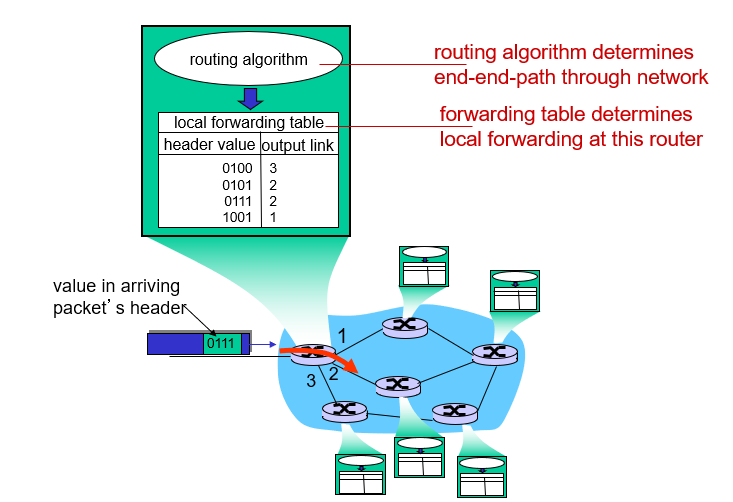 routing algorithm
routing algorithm determines
end-end-path through network
local forwarding table
forwarding table determines
local forwarding at this router
header value output link
0100 3
0101 2
0111 2
1001 1
value in arriving
packet’s header
0111
1
2
3